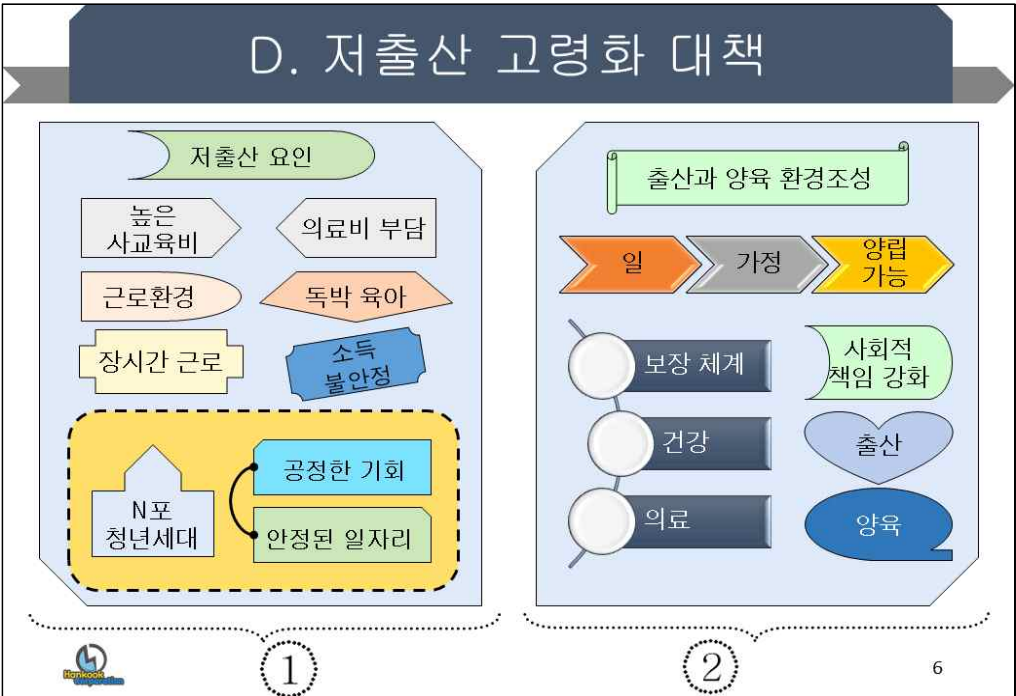 D. 저출산 고령화 대책
저출산 요인
높은
사교육비
의료비 부담
근로환경
독박 육아
장시간 근로
소득
불안정
N포
청년세대
공정한 기회
안정된 일자리
1
출산과 양육 환경조성
일
가정
양립
가능
보장 체계
건강
의료
사회적
책임 강화
출산
양육
2
Hankook
Corporation
6